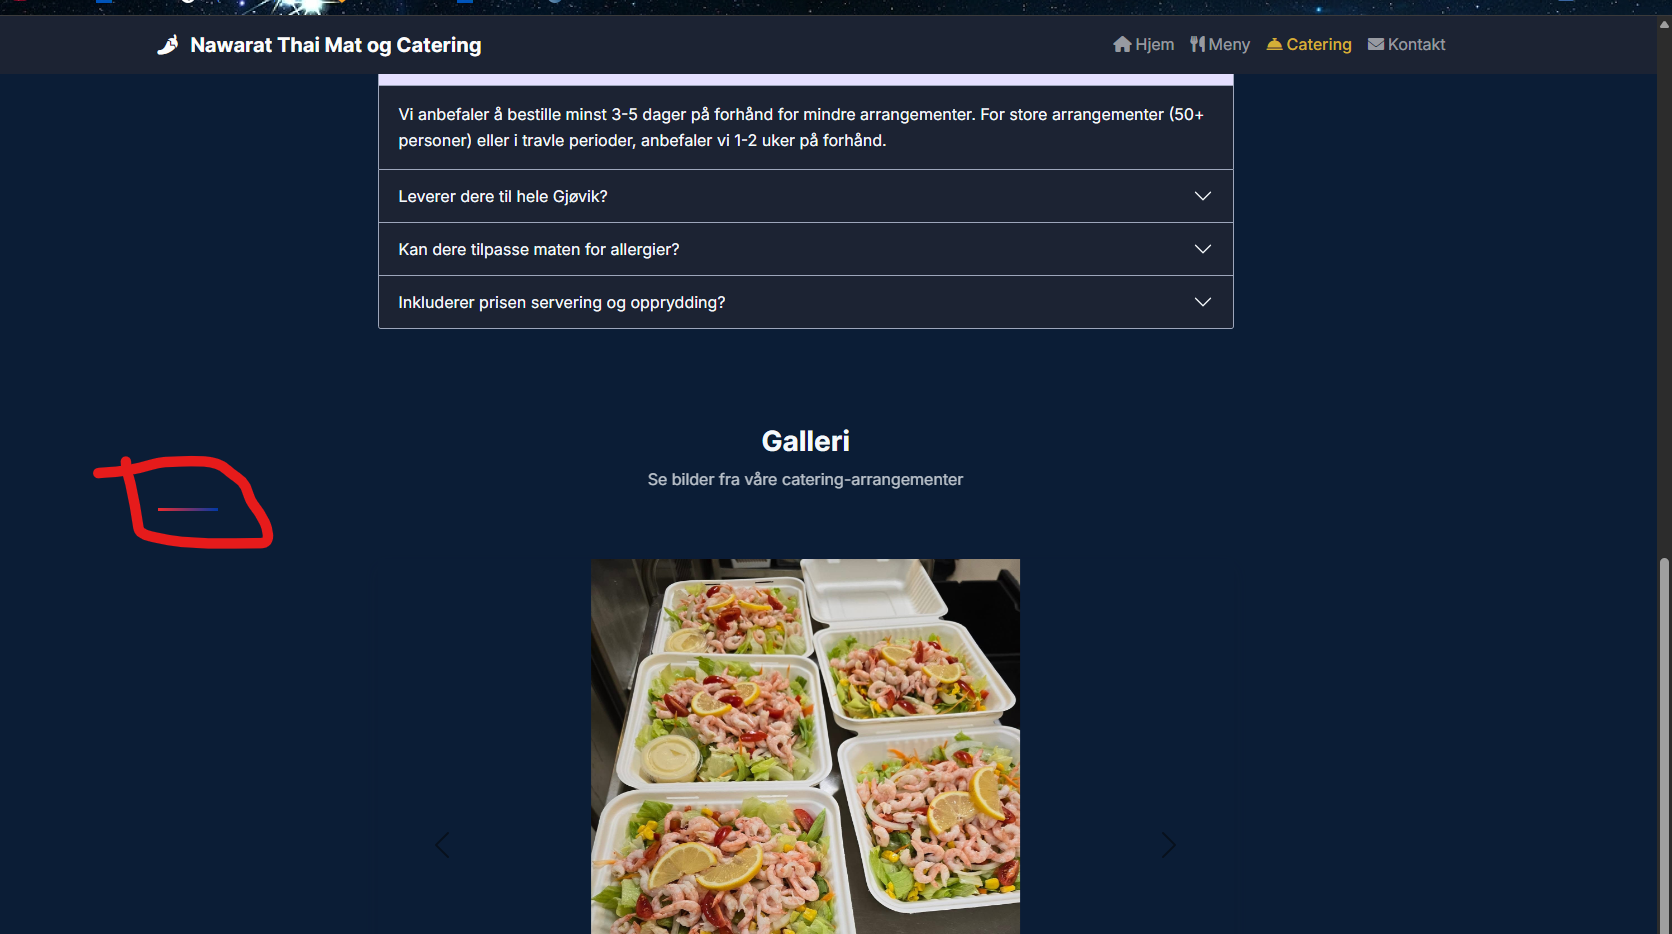 Nawarat Thai Mat og Catering
Hjem Meny Catering Kontakt
Vi anbefaler å bestille minst 3-5 dager på forhånd for mindre arrangementer. For store arrangementer (50+
personer) eller i travle perioder, anbefaler vi 1-2 uker på forhånd.
Leverer dere til hele Gjøvik?
Kan dere tilpasse maten for allergier?
Inkluderer prisen servering og opprydding?
Galleri
Se bilder fra våre catering-arrangementer